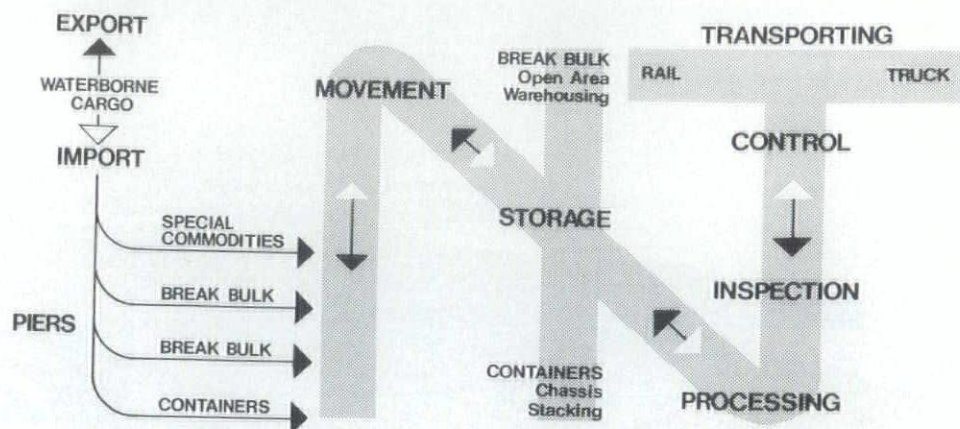 EXPORT
WATERBORNE
CARGO
IMPORT
SPECIAL
COMMODITIES
BREAK BULK
PIERS
BREAK BULK
CONTAINERS
MOVEMENT
BREAK BULK
Open Area
Warehousing
STORAGE
CONTAINERS
Chassis
Stacking
TRANSPORTING
RAIL
TRUCK
CONTROL
INSPECTION
PROCESSING